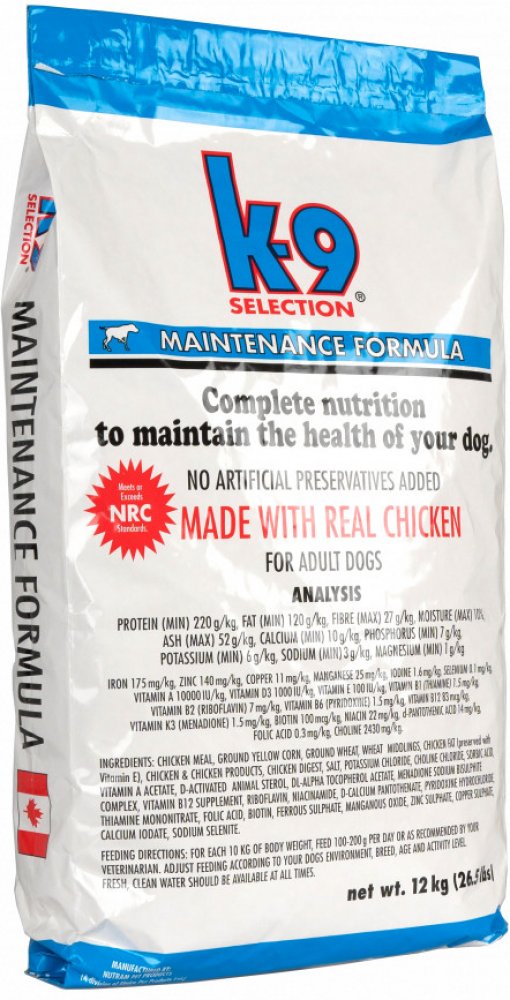 k-9
SELECTION®
MAINTENANCE FORMULA
Complete nutrition
to maintain the health of your dog.
NO ARTIFICIAL PRESERVATIVES ADDED
Meets or
Exceeds
NRC
Standards.
MADE WITH REAL CHICKEN
FOR ADULT DOGS
ANALYSIS
PROTEIN (MIN) 220 g/kg, FAT (MIN) 120 g/kg, FIBRE (MAX) 27 g/kg, MOISTURE (MAX) 10%,
ASH (MAX) 52 g/kg, CALCIUM (MIN) 10 g/kg, PHOSPHORUS (MIN) 7 g/kg,
POTASSIUM (MIN) 6 g/kg, SODIUM (MIN) 3 g/kg, MAGNESIUM (MIN) 1 g/kg
IRON 175 mg/kg, ZINC 140 mg/kg, COPPER 11 mg/kg, MANGANESE 25 mg/kg, IODINE 1.6 mg/kg, SELENIUM 0.1 mg/kg,
VITAMIN A 10000 IU/kg, VITAMIN D3 1000 IU/kg, VITAMIN E 100 IU/kg, VITAMIN B1 (THIAMINE) 7.5 mg/kg,
VITAMIN B2 (RIBOFLAVIN) 7 mg/kg, VITAMIN B6 (PYRIDOXINE) 1.5 mg/kg, VITAMIN B12 85 mcg/kg,
VITAMIN K3 (MENADIONE) 1.5 mg/kg, BIOTIN 100 mcg/kg, NIACIN 22 mg/kg, d-PANTOTHENIC ACID 14 mg/kg,
FOLIC ACID 0.3 mg/kg, CHOLINE 2430 mg/kg.
INGREDIENTS: CHICKEN MEAL, GROUND YELLOW CORN, GROUND WHEAT, WHEAT MIDDLINGS, CHICKEN FAT (preserved with
Vitamin E), CHICKEN & CHICKEN PRODUCTS, CHICKEN DIGEST, SALT, POTASSIUM CHLORIDE, CHOLINE CHLORIDE, SORBIC ACID,
VITAMIN A ACETATE, D-ACTIVATED ANIMAL STEROL, DL-ALPHA TOCOPHEROL ACETATE, MENADIONE SODIUM BISULPHITE
COMPLEX, VITAMIN B12 SUPPLEMENT, RIBOFLAVIN, NIACINAMIDE, D-CALCIUM PANTOTHENATE, PYRIDOXINE HYDROCHLORIDE,
THIAMINE MONONITRATE, FOLIC ACID, BIOTIN, FERROUS SULPHATE, MANGANOUS OXIDE, ZINC SULPHATE, COPPER SULPHATE,
CALCIUM IODATE, SODIUM SELENITE.
FEEDING DIRECTIONS: FOR EACH 10 KG OF BODY WEIGHT, FEED 100-200 g PER DAY OR AS RECOMMENDED BY YOUR
VETERINARIAN. ADJUST FEEDING ACCORDING TO YOUR DOGS ENVIRONMENT, BREED, AGE AND ACTIVITY LEVEL
FRESH, CLEAN WATER SHOULD BE AVAILABLE AT ALL TIMES.
net wt. 12 kg (26.5 lbs)
MANUFACTURED BY:
NUTRAM PET PRODUCTS
k-9
SELECTION
MAINTENANCE FORMULA